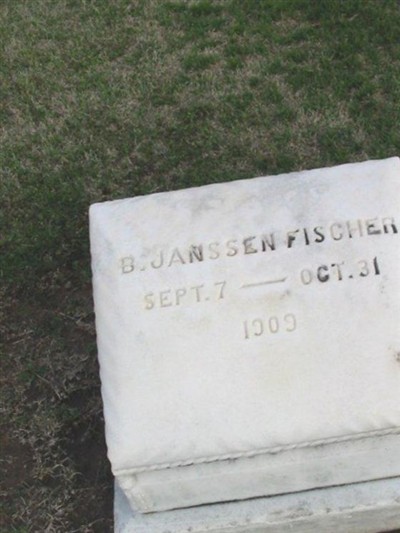 B. JANSSEN FISCHER
SEPT. 7 — OCT. 31
1909